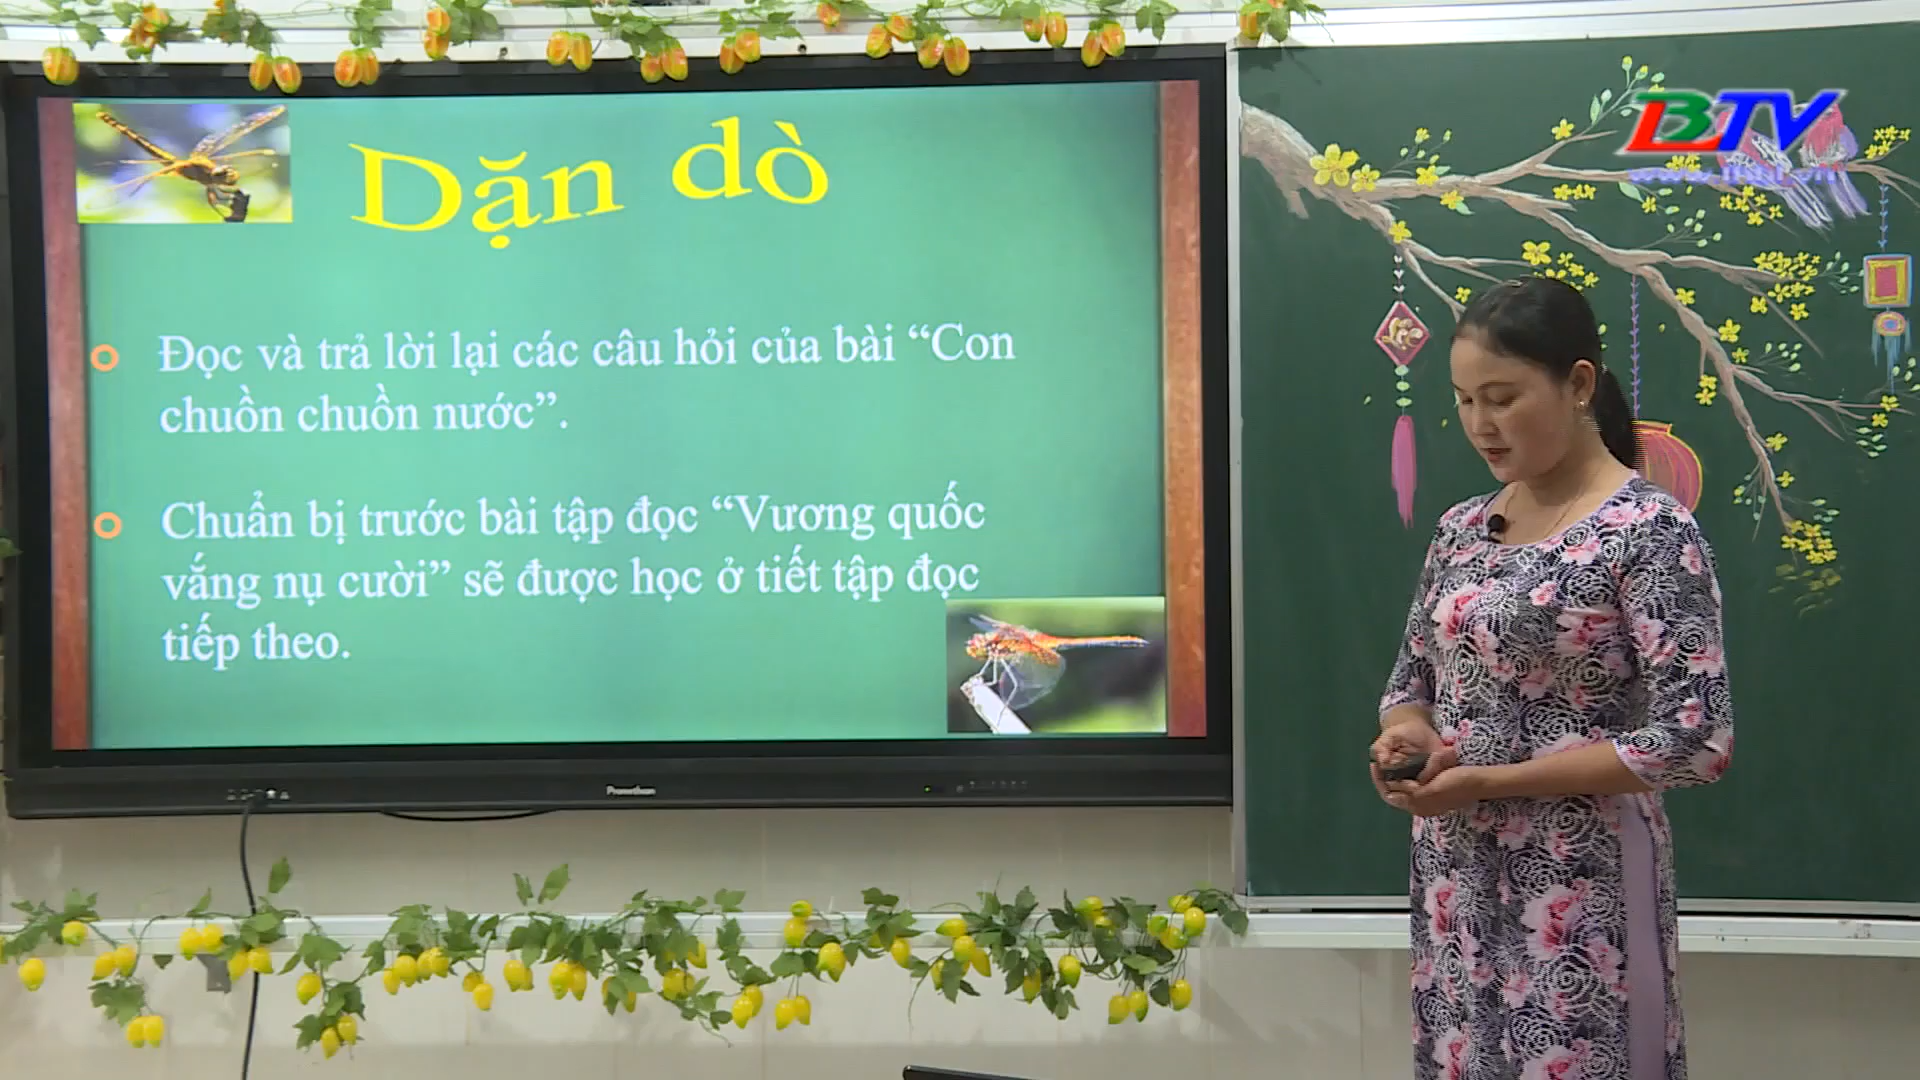 BTV
Dặn dò
Đọc và trả lời lại các câu hỏi của bài “Con
chuồn chuồn nước”.
Chuẩn bị trước bài tập đọc “Vương quốc
vắng nụ cười” sẽ được học ở tiết tập đọc
tiếp theo.
Promethean